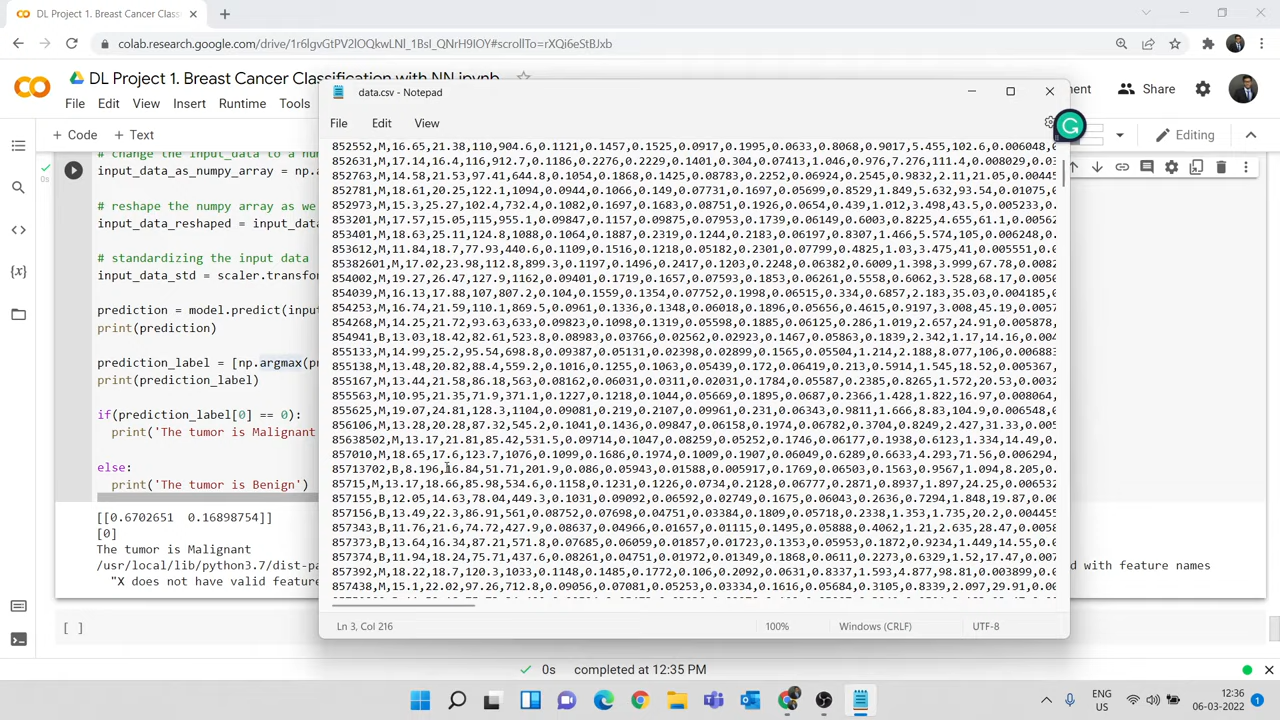 DL Project 1. Breast Cancer Class
colab.research.google.com/drive/1r6lgvGtPV2lOQkwLNl_1BsI_QNrH9IOY#scrollTo=rXQi6eStBJxb
DL Project 1. Breast Cancer Classification with NN.ipynb
File Edit View Insert Runtime Tools
ment Share
+ Code + Text
Editing
# change the input_data to a nu
input_data_as_numpy_array = np.a
# reshape the numpy array as we
input_data_reshaped = input_data
# standardizing the input data
input_data_std = scaler.transfor
prediction = model.predict(input
print(prediction)
prediction_label = [np.argmax(pr
print(prediction_label)
if(prediction_label[0] == 0):
print('The tumor is Malignant
else:
print('The tumor is Benign')
[[0.6702651 0.16898754]]
[0]
The tumor is Malignant
/usr/local/lib/python3.7/dist-pa
d with feature names
"X does not have valid feature
[ ]
data.csv - Notepad
File Edit View
852631,M,17.14,16.4,116,912.7,0.1186,0.2276,0.2229,0.1401,0.304,0.07413,1.046,0.976,7.276,111.4,0.008029,0.03
852763,M,14.58,21.53,97.41,644.8,0.1054,0.1868,0.1425,0.08783,0.2252,0.06924,0.2545,0.9832,2.11,21.05,0.00445
852781,M,18.61,20.25,122.1,1094,0.0944,0.1066,0.149,0.07731,0.1697,0.05699,0.8529,1.849,5.632,93.54,0.01075,0
852973,M,15.3,25.27,102.4,732.4,0.1082,0.1697,0.1683,0.08751,0.1926,0.0654,0.439,1.012,3.498,43.5,0.005233,0.
853201,M,17.57,15.05,115,955.1,0.09847,0.1157,0.09875,0.07953,0.1739,0.06149,0.6003,0.8225,4.655,61.1,0.00562
853401,M,18.63,25.11,124.8,1088,0.1064,0.1887,0.2319,0.1244,0.2183,0.06197,0.8307,1.466,5.574,105,0.006248,0.
853612,M,11.84,18.7,77.93,440.6,0.1109,0.1516,0.1218,0.05182,0.2301,0.07799,0.4825,1.03,3.475,41,0.005551,0.0
85382601,M,17.02,23.98,112.8,899.3,0.1197,0.1496,0.2417,0.1203,0.2248,0.06382,0.6009,1.398,3.999,67.78,0.0082
854002,M,19.27,26.47,127.9,1162,0.09401,0.1719,0.1657,0.07593,0.1853,0.06261,0.5558,0.6062,3.528,68.17,0.0050
854039,M,16.13,17.88,107,807.2,0.104,0.1559,0.1354,0.07752,0.1998,0.06515,0.334,0.6857,2.183,35.03,0.004185,0
854253,M,16.74,21.59,110.1,869.5,0.0961,0.1336,0.1348,0.06018,0.1896,0.05656,0.4615,0.9197,3.008,45.19,0.0057
854268,M,14.25,21.72,93.63,633,0.09823,0.1098,0.1319,0.05598,0.1885,0.06125,0.286,1.019,2.657,24.91,0.005878,
854941,B,13.03,18.42,82.61,523.8,0.08983,0.03766,0.02562,0.02923,0.1467,0.05863,0.1839,2.342,1.17,14.16,0.004
855133,M,14.99,25.2,95.54,698.8,0.09387,0.05131,0.02398,0.02899,0.1565,0.05504,1.214,2.188,8.077,106,0.006883
855138,M,13.48,20.82,88.4,559.2,0.1016,0.1255,0.1063,0.05439,0.172,0.06419,0.213,0.5914,1.545,18.52,0.005367,
855167,M,13.44,21.58,86.18,563,0.08162,0.06031,0.0311,0.02031,0.1784,0.05587,0.2385,0.8265,1.572,20.53,0.0032
855563,M,10.95,21.35,71.9,371.1,0.1227,0.1218,0.1044,0.05669,0.1895,0.0687,0.2366,1.428,1.822,16.97,0.008064,
855625,M,19.07,24.81,128.3,1104,0.09081,0.219,0.2107,0.09961,0.231,0.06343,0.9811,1.666,8.83,104.9,0.006548,0
856106,M,13.28,20.28,87.32,545.2,0.1041,0.1436,0.09847,0.06158,0.1974,0.06782,0.3704,0.8249,2.427,31.33,0.005
85638502,M,13.17,21.81,85.42,531.5,0.09714,0.1047,0.08259,0.05252,0.1746,0.06177,0.1938,0.6123,1.334,14.49,0.
857010,M,18.65,17.6,123.7,1076,0.1099,0.1686,0.1974,0.1009,0.1907,0.06049,0.6289,0.6633,4.293,71.56,0.006294,
85713702,B,8.196,16.84,51.71,201.9,0.086,0.05943,0.01588,0.005917,0.1769,0.06503,0.1563,0.9567,1.094,8.205,0.
85715,M,13.17,18.66,85.98,534.6,0.1158,0.1231,0.1226,0.0734,0.2128,0.06777,0.2871,0.8937,1.897,24.25,0.006532
857155,B,12.05,14.63,78.04,449.3,0.1031,0.09092,0.06592,0.02749,0.1675,0.06043,0.2636,0.7294,1.848,19.87,0.00
857156,B,13.49,22.3,86.91,561,0.08752,0.07698,0.04751,0.03384,0.1809,0.05718,0.2338,1.353,1.735,20.2,0.004455
857343,B,11.76,21.6,74.72,427.9,0.08637,0.04966,0.01657,0.01115,0.1495,0.05888,0.4062,1.21,2.635,28.47,0.0058
857373,B,13.64,16.34,87.21,571.8,0.07685,0.06059,0.01857,0.01723,0.1353,0.05953,0.1872,0.9234,1.449,14.55,0.0
857374,B,11.94,18.24,75.71,437.6,0.08261,0.04751,0.01972,0.01349,0.1868,0.0611,0.2273,0.6329,1.52,17.47,0.007
857392,M,18.22,18.7,120.3,1033,0.1148,0.1485,0.1772,0.106,0.2092,0.0631,0.8337,1.593,4.877,98.81,0.003899,0.0
857438,M,15.1,22.02,97.26,712.8,0.09056,0.07081,0.05253,0.03334,0.1616,0.05684,0.3105,0.8339,2.097,29.91,0.00
Ln 3, Col 216 100% Windows (CRLF) UTF-8
0s completed at 12:35 PM
ENG
US
12:36
06-03-2022
1